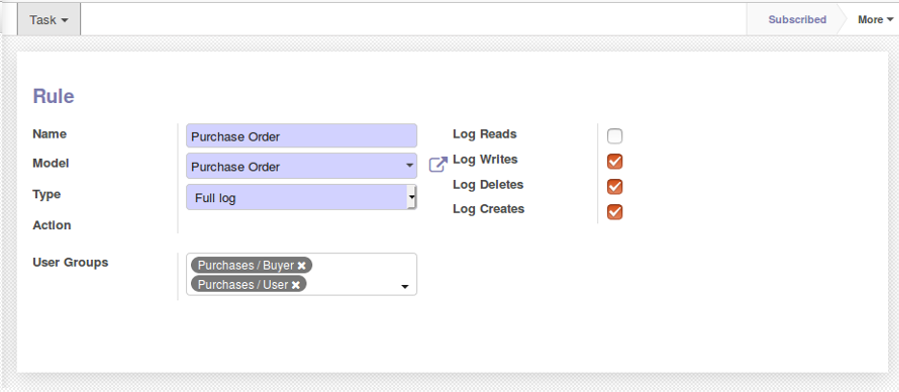 Task
Subscribed
More
Rule
Name
Purchase Order
Model
Purchase Order
Type
Full log
Action
User Groups
Purchases / Buyer
Purchases / User
Log Reads
Log Writes
Log Deletes
Log Creates